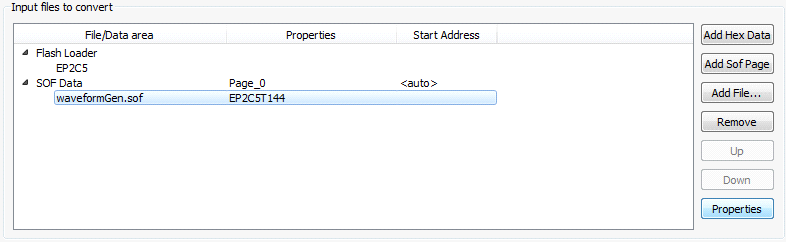 Input files to convert
File/Data area Properties Start Address
Flash Loader
EP2C5
SOF Data Page_0 <auto>
waveformGen.sof EP2C5T144
Add Hex Data
Add Sof Page
Add File...
Remove
Up
Down
Properties